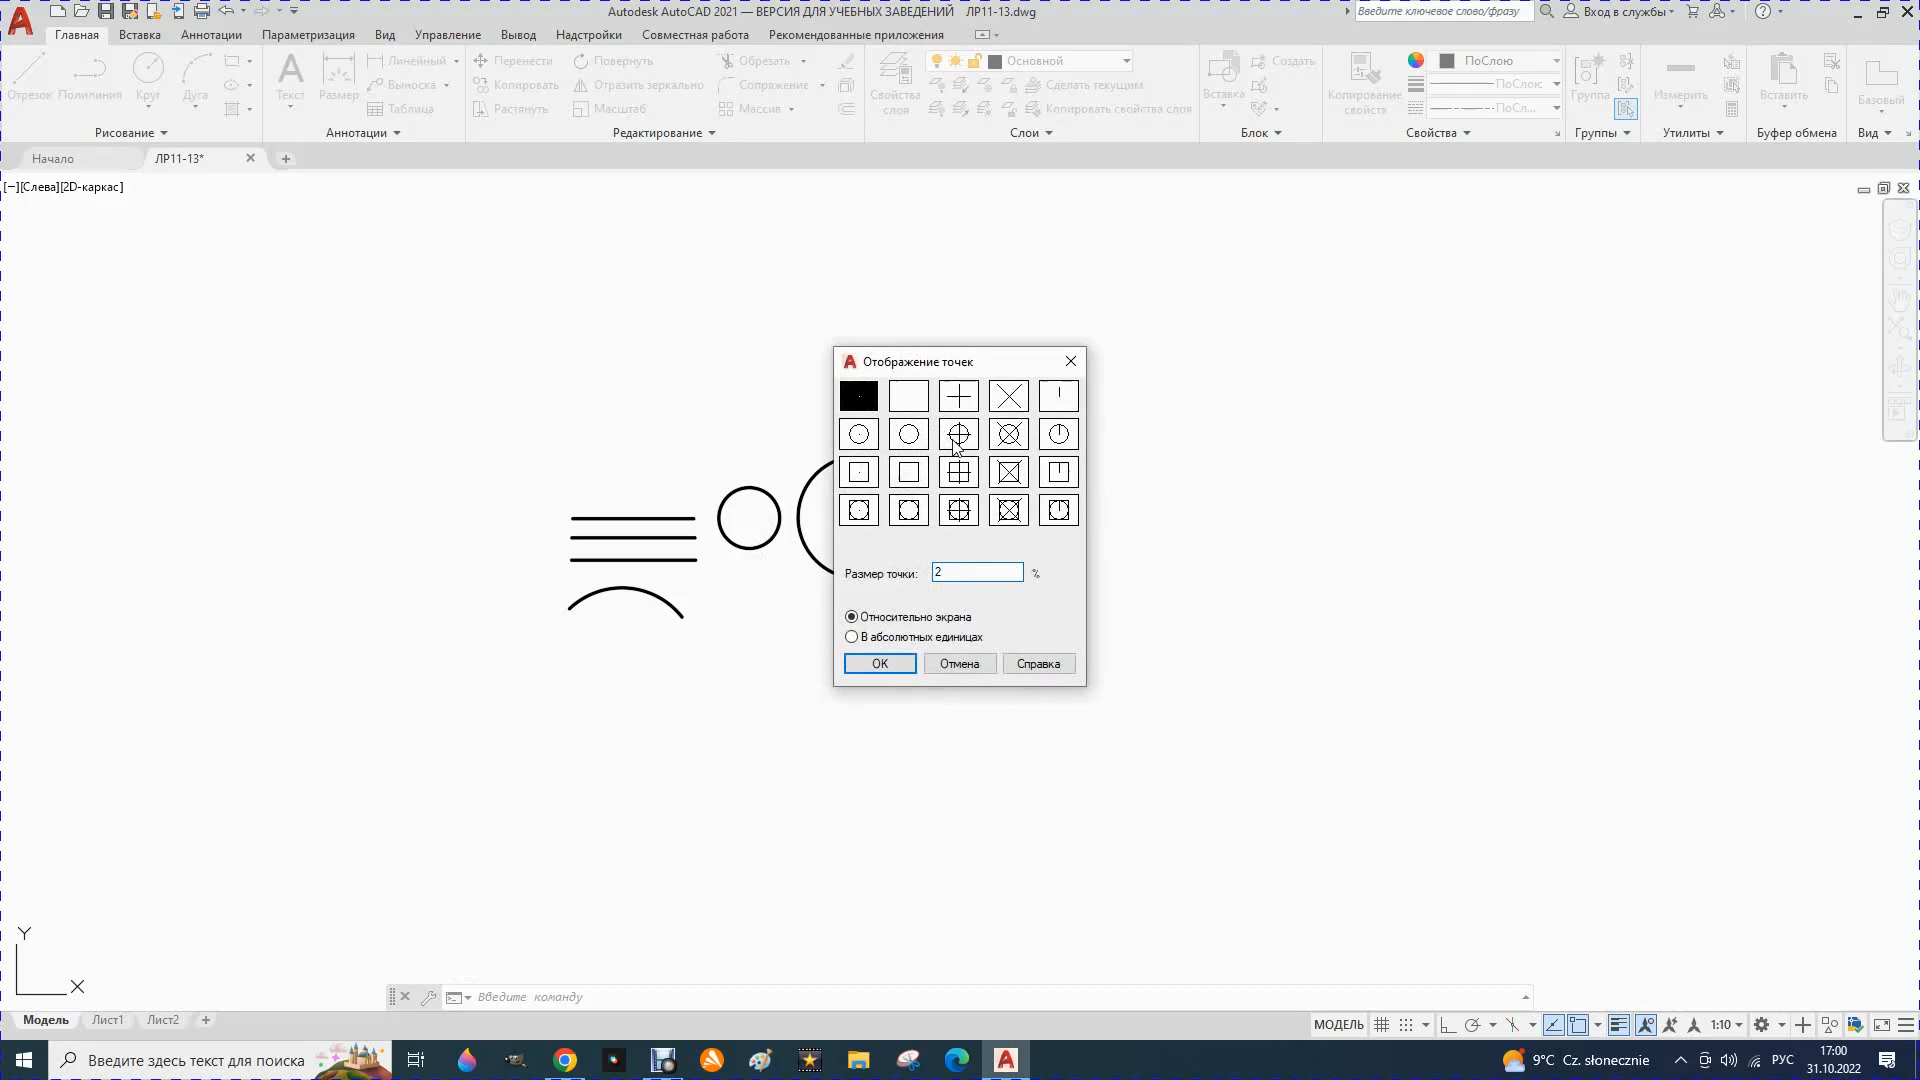 Autodesk AutoCAD 2021 — ВЕРСИЯ ДЛЯ УЧЕБНЫХ ЗАВЕДЕНИЙ ЛР11-13.dwg
Введите ключевое слово/фразу
Вход в службы
Главная Вставка Аннотации Параметризация Вид Управление Вывод Надстройки Совместная работа Рекомендованные приложения
Отрезок Полилиния Круг Дуга
Рисование
Текст Размер
Линейный
Выноска
Таблица
Аннотации
Перенести Повернуть Обрезать
Копировать Отразить зеркально Сопряжение
Растянуть Масштаб Массив
Редактирование
Свойства слоя
Основной
Сделать текущим
Копировать свойства слоя
Слои
Вставка
Создать
Блок
Копирование свойств
ПоСлою
ПоСлою
ПоСл...
Свойства
Группа
Группы
Измерить
Утилиты
Вставить
Буфер обмена
Базовый
Вид
Начало
ЛР11-13*
[−][Слева][2D-каркас]
Отображение точек
Размер точки: 2 %
Относительно экрана
В абсолютных единицах
OK Отмена Справка
Y
X
Введите команду
Модель Лист1 Лист2
МОДЕЛЬ
1:10
Введите здесь текст для поиска
9°C Cz. słonecznie
РУС
17:00
31.10.2022